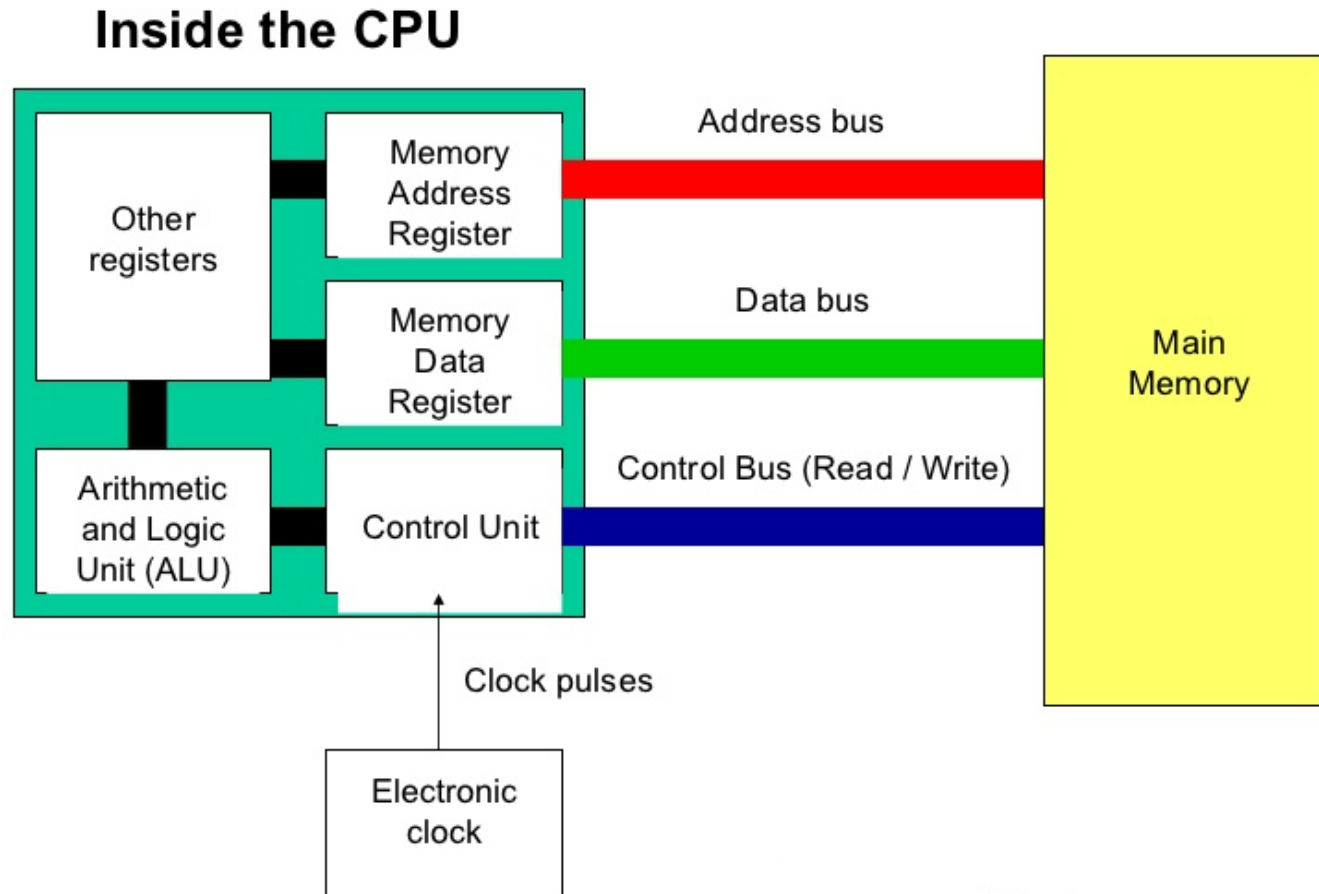 Inside the CPU
Address bus
Memory
Address
Register
Other
registers
Data bus
Memory
Data
Register
Main
Memory
Control Bus (Read / Write)
Arithmetic
and Logic
Unit (ALU)
Control Unit
Clock pulses
Electronic
clock